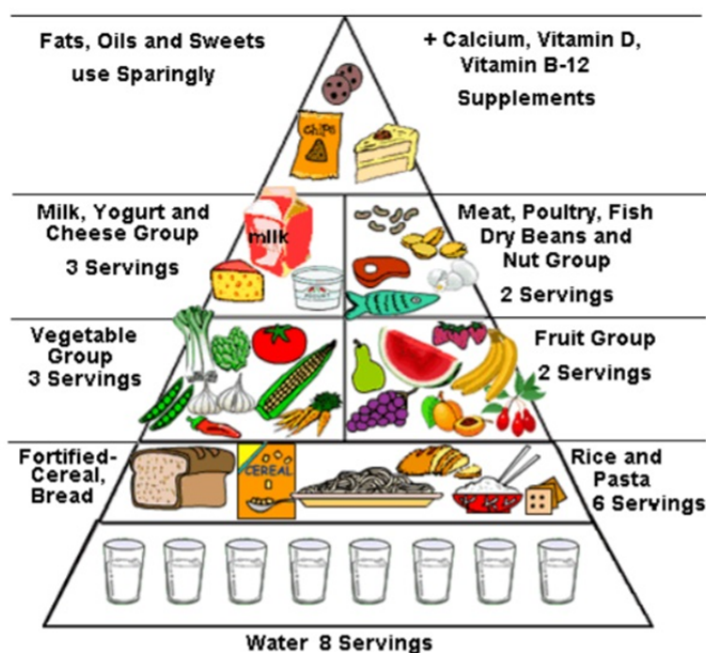 Fats, Oils and Sweets
use Sparingly
+ Calcium, Vitamin D,
Vitamin B-12
Supplements
chips
Milk, Yogurt and
Cheese Group
3 Servings
milk
YOGURT
Meat, Poultry, Fish
Dry Beans and
Nut Group
2 Servings
Vegetable
Group
3 Servings
Fruit Group
2 Servings
Fortified-
Cereal,
Bread
CEREAL
Rice and
Pasta
6 Servings
Water 8 Servings